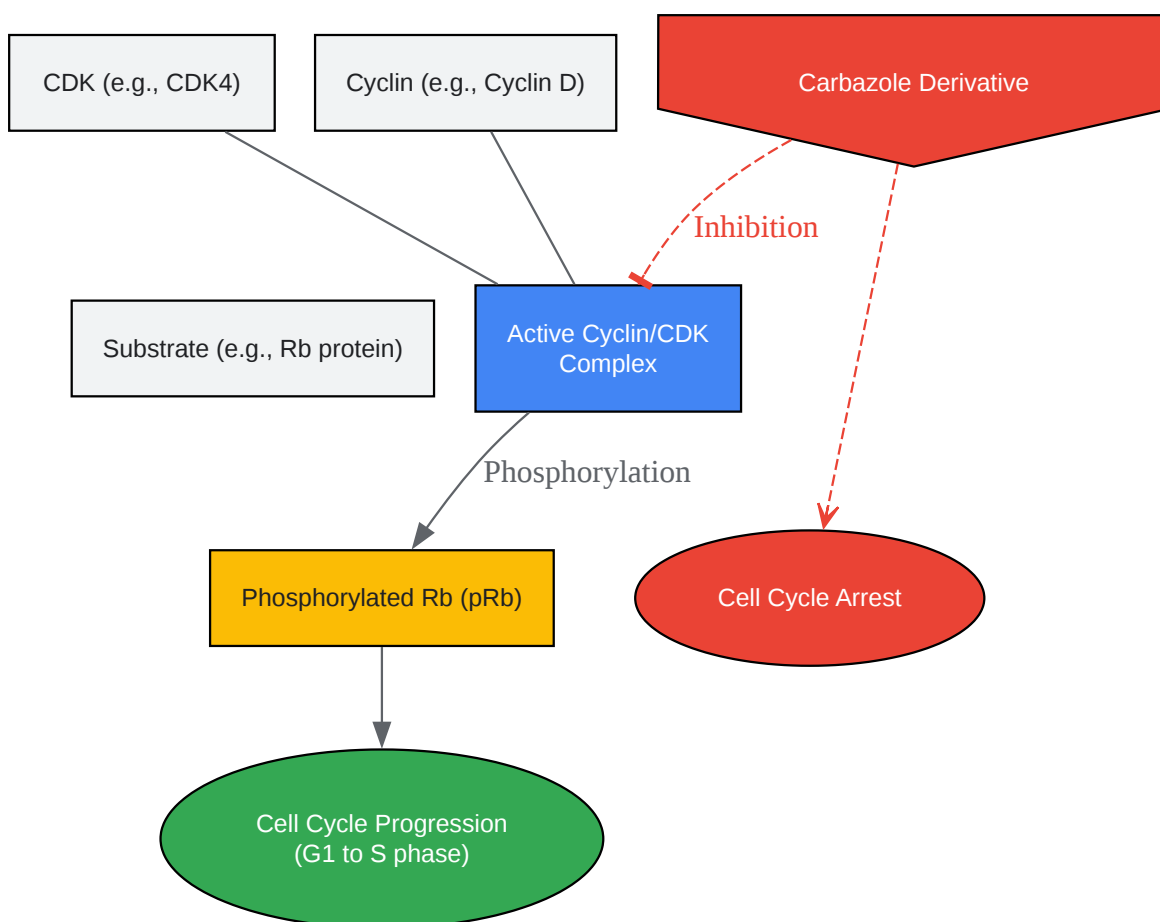 CDK (e.g., CDK4)
Cyclin (e.g., Cyclin D)
Carbazole Derivative
Inhibition
Substrate (e.g., Rb protein)
Active Cyclin/CDK
Complex
Phosphorylation
Phosphorylated Rb (pRb)
Cell Cycle Arrest
Cell Cycle Progression
(G1 to S phase)